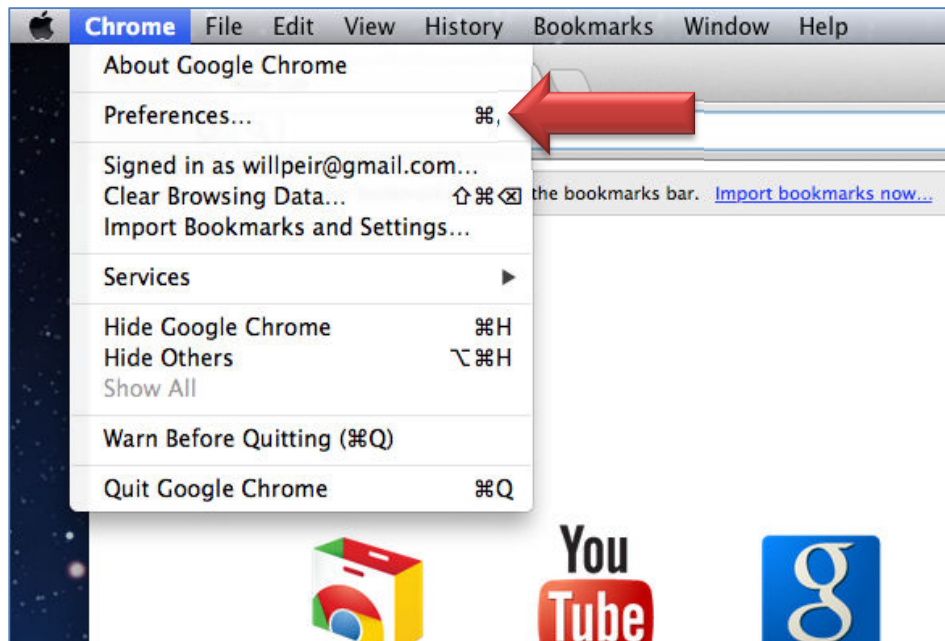 Chrome File Edit View History Bookmarks Window Help
About Google Chrome
Preferences... ⌘,
Signed in as willpeir@gmail.com...
Clear Browsing Data... ⇧⌘⌫
the bookmarks bar. Import bookmarks now...
Import Bookmarks and Settings...
Services ▶
Hide Google Chrome ⌘H
Hide Others ⌥⌘H
Show All
Warn Before Quitting (⌘Q)
Quit Google Chrome ⌘Q
You
Tube
g